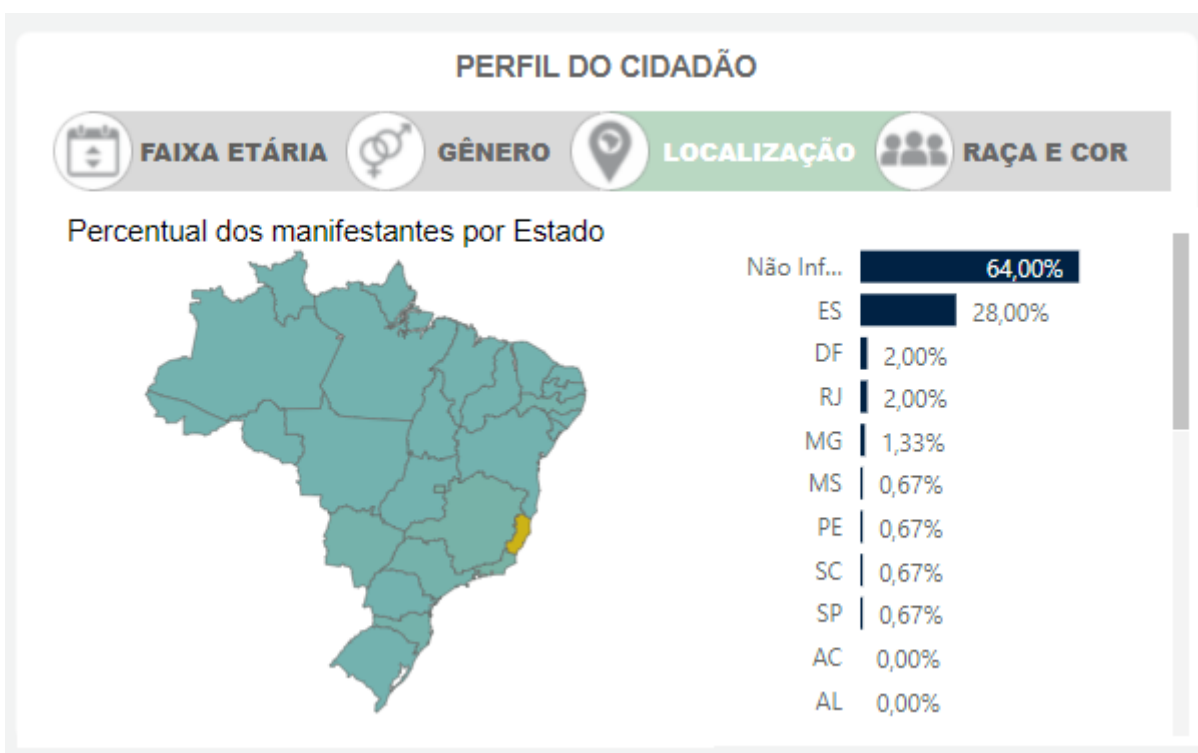 PERFIL DO CIDADÃO
FAIXA ETÁRIA GÊNERO LOCALIZAÇÃO RAÇA E COR
Percentual dos manifestantes por Estado
Não Inf... 64,00%
ES 28,00%
DF 2,00%
RJ 2,00%
MG 1,33%
MS 0,67%
PE 0,67%
SC 0,67%
SP 0,67%
AC 0,00%
AL 0,00%